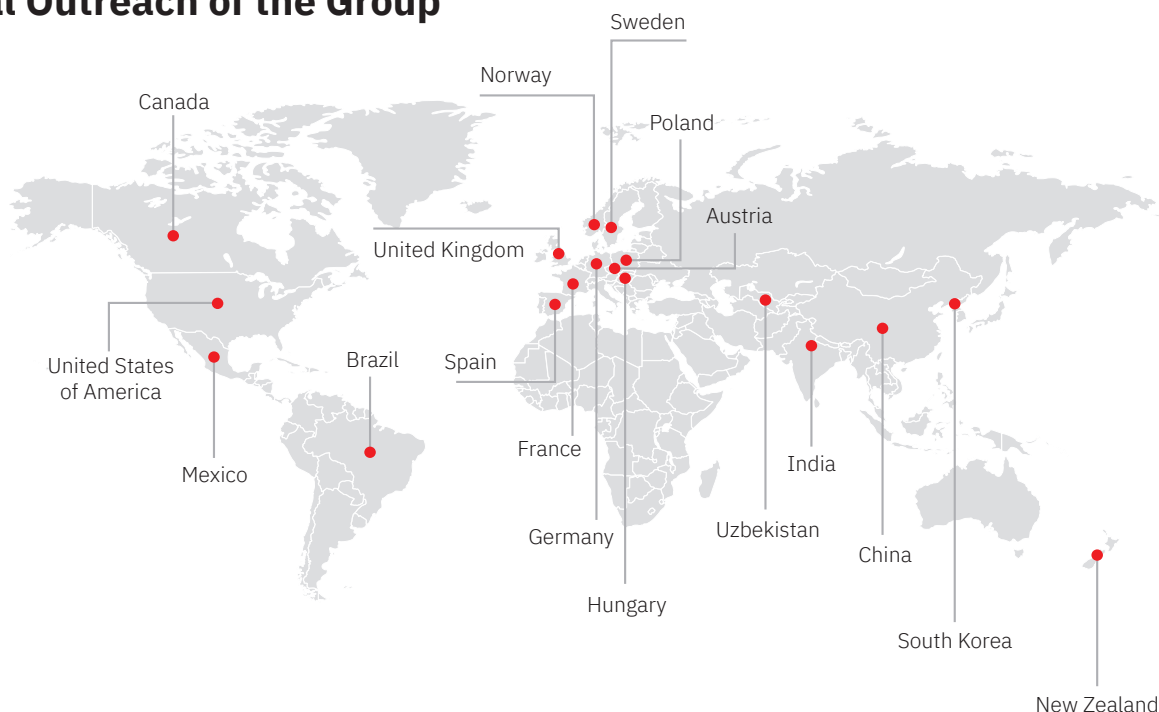 Outreach of the Group
Sweden
Norway
Canada
Poland
Austria
United Kingdom
United States
of America
Brazil
Spain
France
Mexico
India
Germany
Uzbekistan
China
Hungary
South Korea
New Zealand